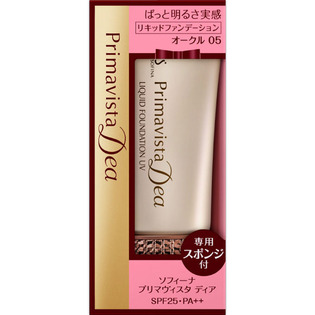 ぱっと明るさ実感
リキッドファンデーション
オークル 05
Primavista Dea
Primavista Dea
LIQUID FOUNDATION UV
専用
スポンジ
付
ソフィーナ
プリマヴィスタ ディア
SPF25・PA++